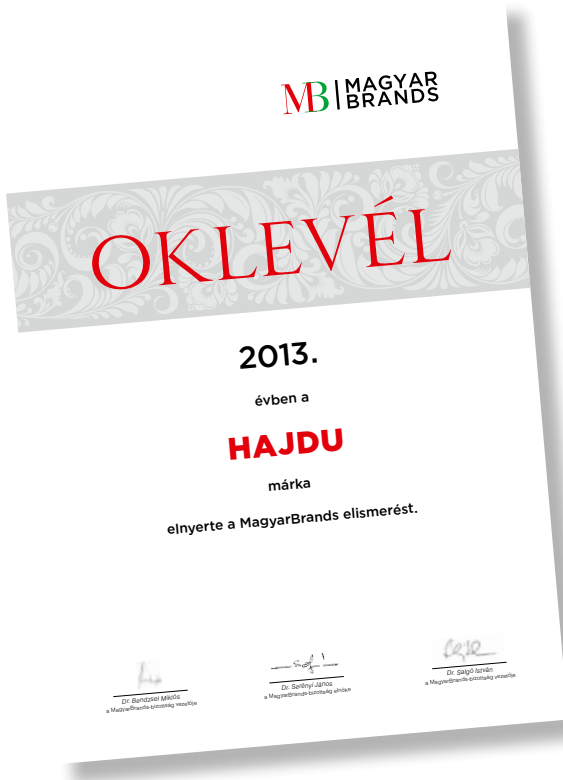 MB MAGYAR
BRANDS
OKLEVÉL
2013.
évben a
HAJDU
márka
elnyerte a MagyarBrands elismerést.
Dr. Bendzsel Miklós
a MagyarBrands-bizottság vezetője
Dr. Serényi János
a MagyarBrands-bizottság elnöke
Dr. Salgó István
a MagyarBrands-bizottság vezetője